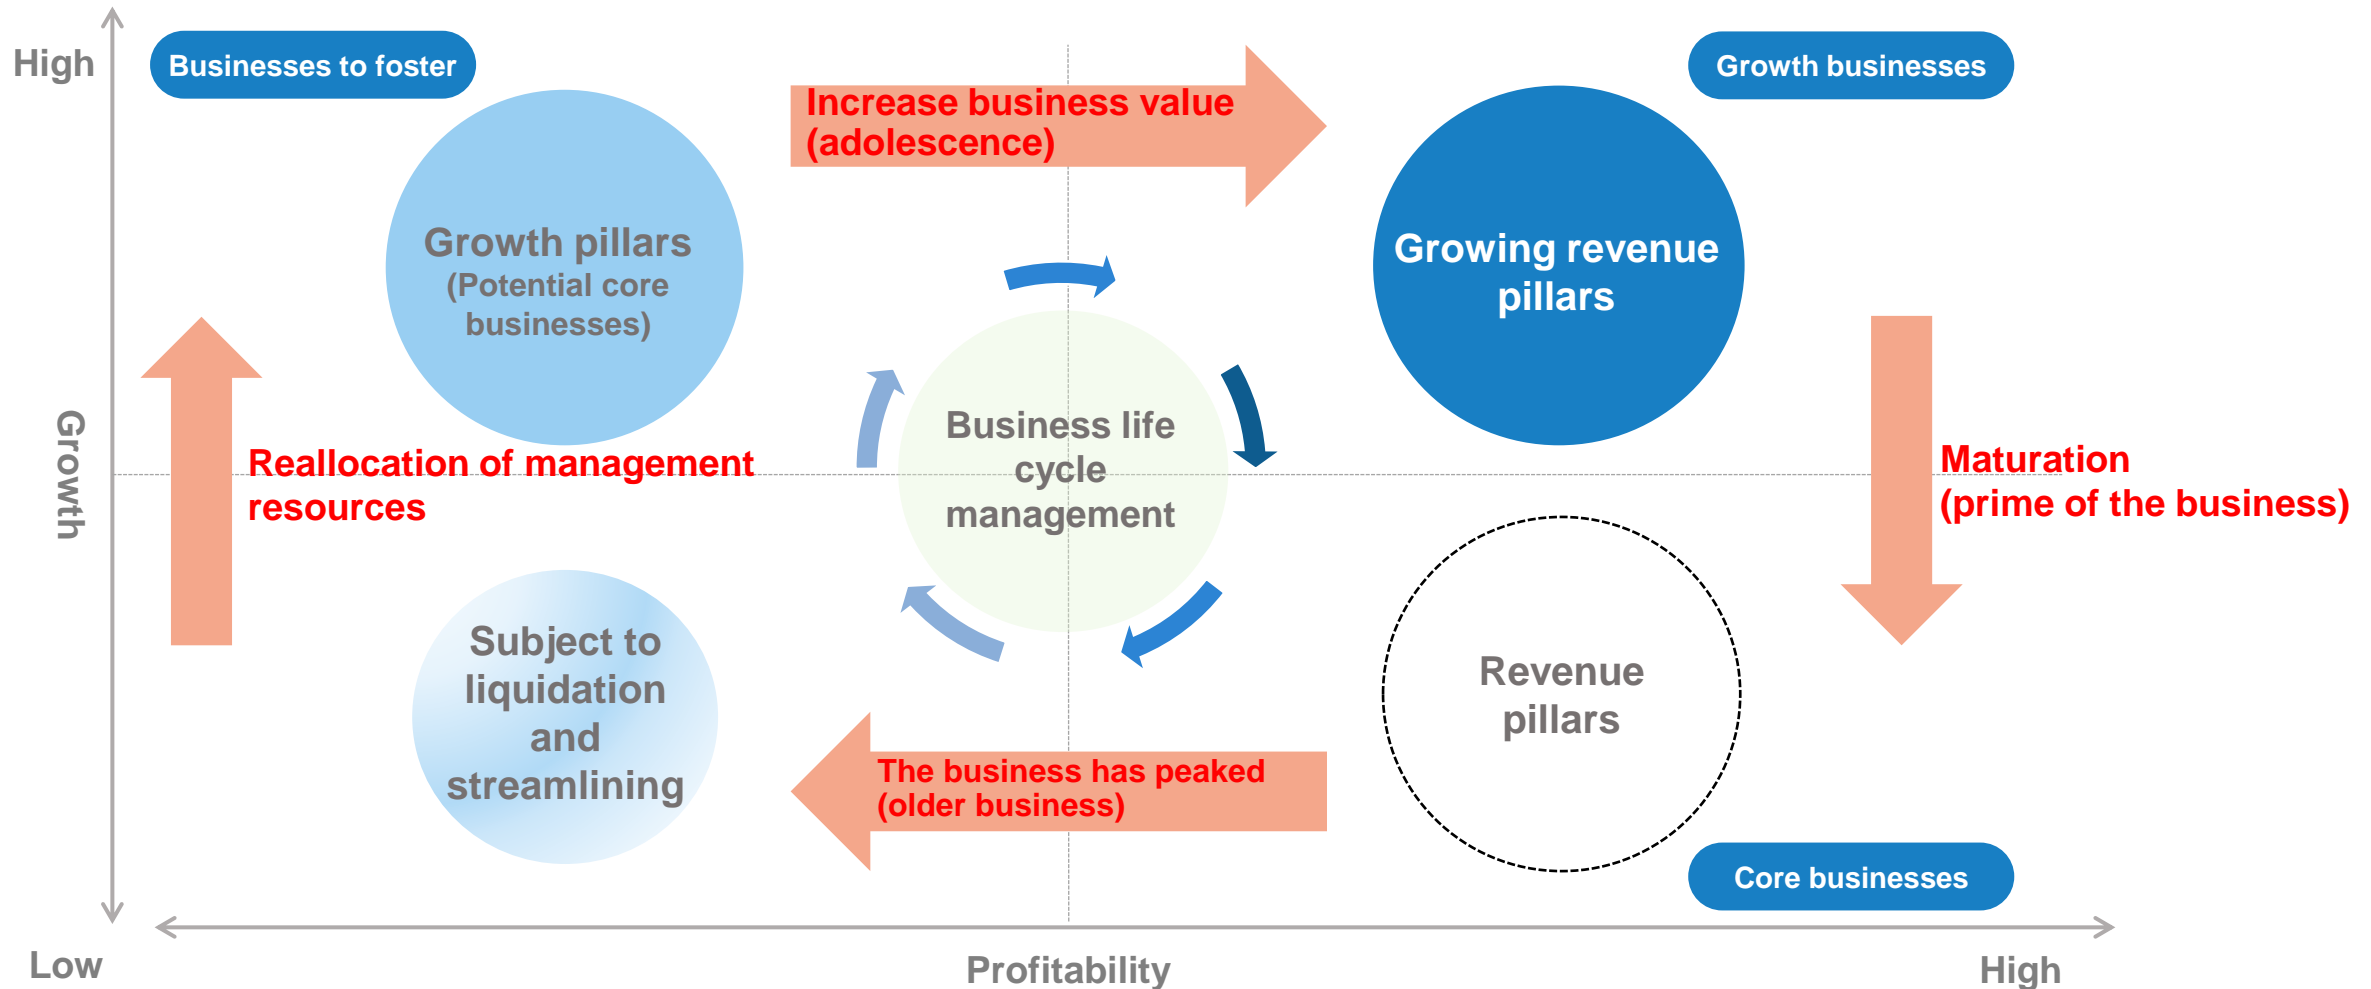 High
Businesses to foster
Growth businesses
Increase business value
(adolescence)
Growth pillars
(Potential core
businesses)
Growing revenue
pillars
Growth
Reallocation of management
resources
Business life
cycle
management
Maturation
(prime of the business)
Subject to
liquidation
and
streamlining
The business has peaked
(older business)
Revenue
pillars
Core businesses
Low
Profitability
High